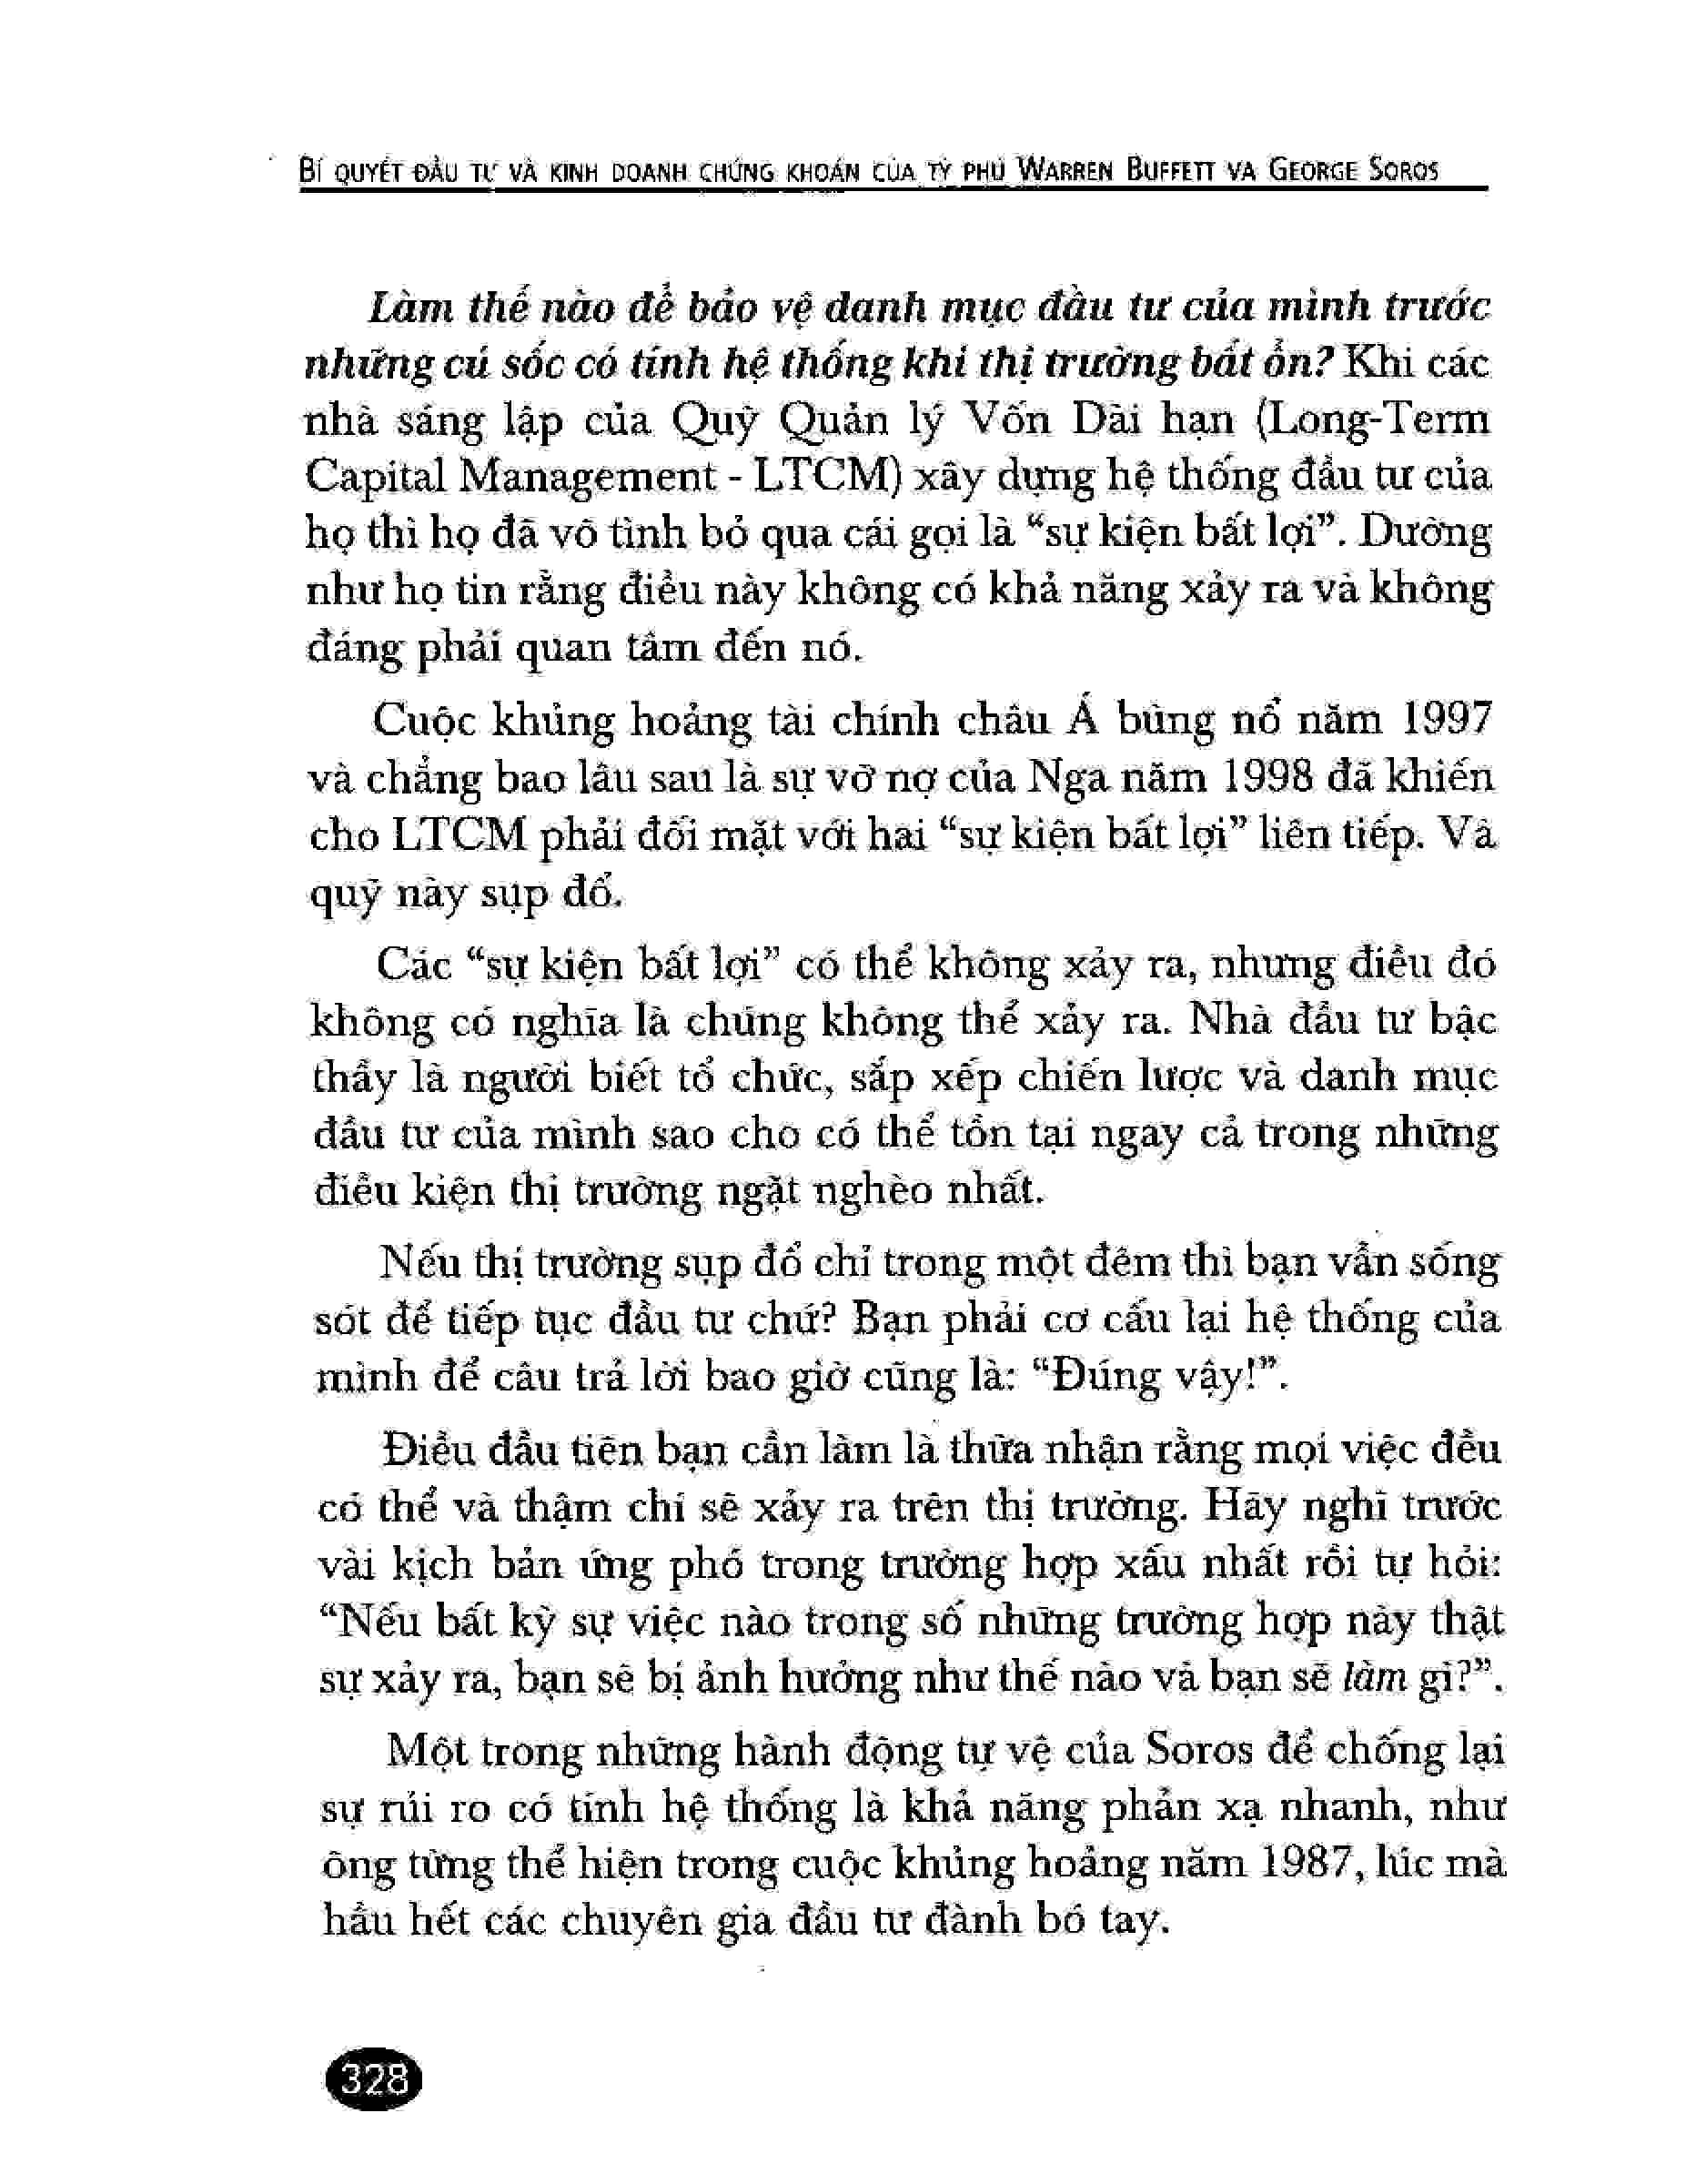 BÍ QUYẾT ĐẦU TƯ VÀ KINH DOANH CHỨNG KHOÁN CỦA TỶ PHÚ WARREN BUFFETT VA GEORGE SOROS
Làm thế nào để bảo vệ danh mục đầu tư của mình trước
những cú sốc có tính hệ thống khi thị trường bất ổn? Khi các
nhà sáng lập của Quỹ Quản lý Vốn Dài hạn (Long-Term
Capital Management - LTCM) xây dựng hệ thống đầu tư của
họ thì họ đã vô tình bỏ qua cái gọi là “sự kiện bất lợi”. Dường
như họ tin rằng điều này không có khả năng xảy ra và không
đáng phải quan tâm đến nó.
Cuộc khủng hoảng tài chính châu Á bùng nổ năm 1997
và chẳng bao lâu sau là sự vỡ nợ của Nga năm 1998 đã khiến
cho LTCM phải đối mặt với hai “sự kiện bất lợi” liên tiếp. Và
quỹ này sụp đổ.
Các “sự kiện bất lợi” có thể không xảy ra, nhưng điều đó
không có nghĩa là chúng không thể xảy ra. Nhà đầu tư bậc
thầy là người biết tổ chức, sắp xếp chiến lược và danh mục
đầu tư của mình sao cho có thể tồn tại ngay cả trong những
điều kiện thị trường ngặt nghèo nhất.
Nếu thị trường sụp đổ chỉ trong một đêm thì bạn vẫn sống
sót để tiếp tục đầu tư chứ? Bạn phải cơ cấu lại hệ thống của
mình để câu trả lời bao giờ cũng là: “Đúng vậy!”.
Điều đầu tiên bạn cần làm là thừa nhận rằng mọi việc đều
có thể và thậm chí sẽ xảy ra trên thị trường. Hãy nghĩ trước
vài kịch bản ứng phó trong trường hợp xấu nhất rồi tự hỏi:
“Nếu bất kỳ sự việc nào trong số những trường hợp này thật
sự xảy ra, bạn sẽ bị ảnh hưởng như thế nào và bạn sẽ làm gì?”.
Một trong những hành động tự vệ của Soros để chống lại
sự rủi ro có tính hệ thống là khả năng phản xạ nhanh, như
ông từng thể hiện trong cuộc khủng hoảng năm 1987, lúc mà
hầu hết các chuyên gia đầu tư đành bó tay.
328